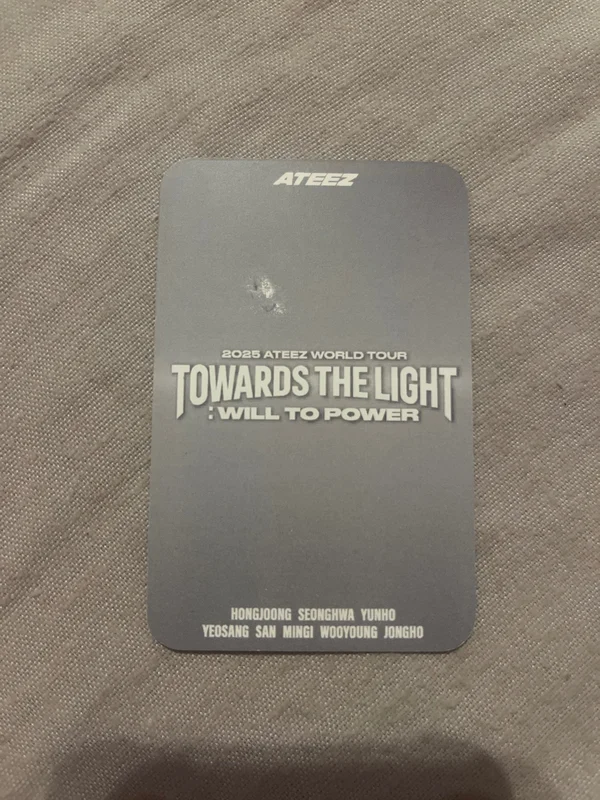 ATEEZ
2025 ATEEZ WORLD TOUR
TOWARDS THE LIGHT
: WILL TO POWER
HONGJOONG SEONGHWA YUNHO
YEOSANG SAN MINGI WOOYOUNG JONGHO